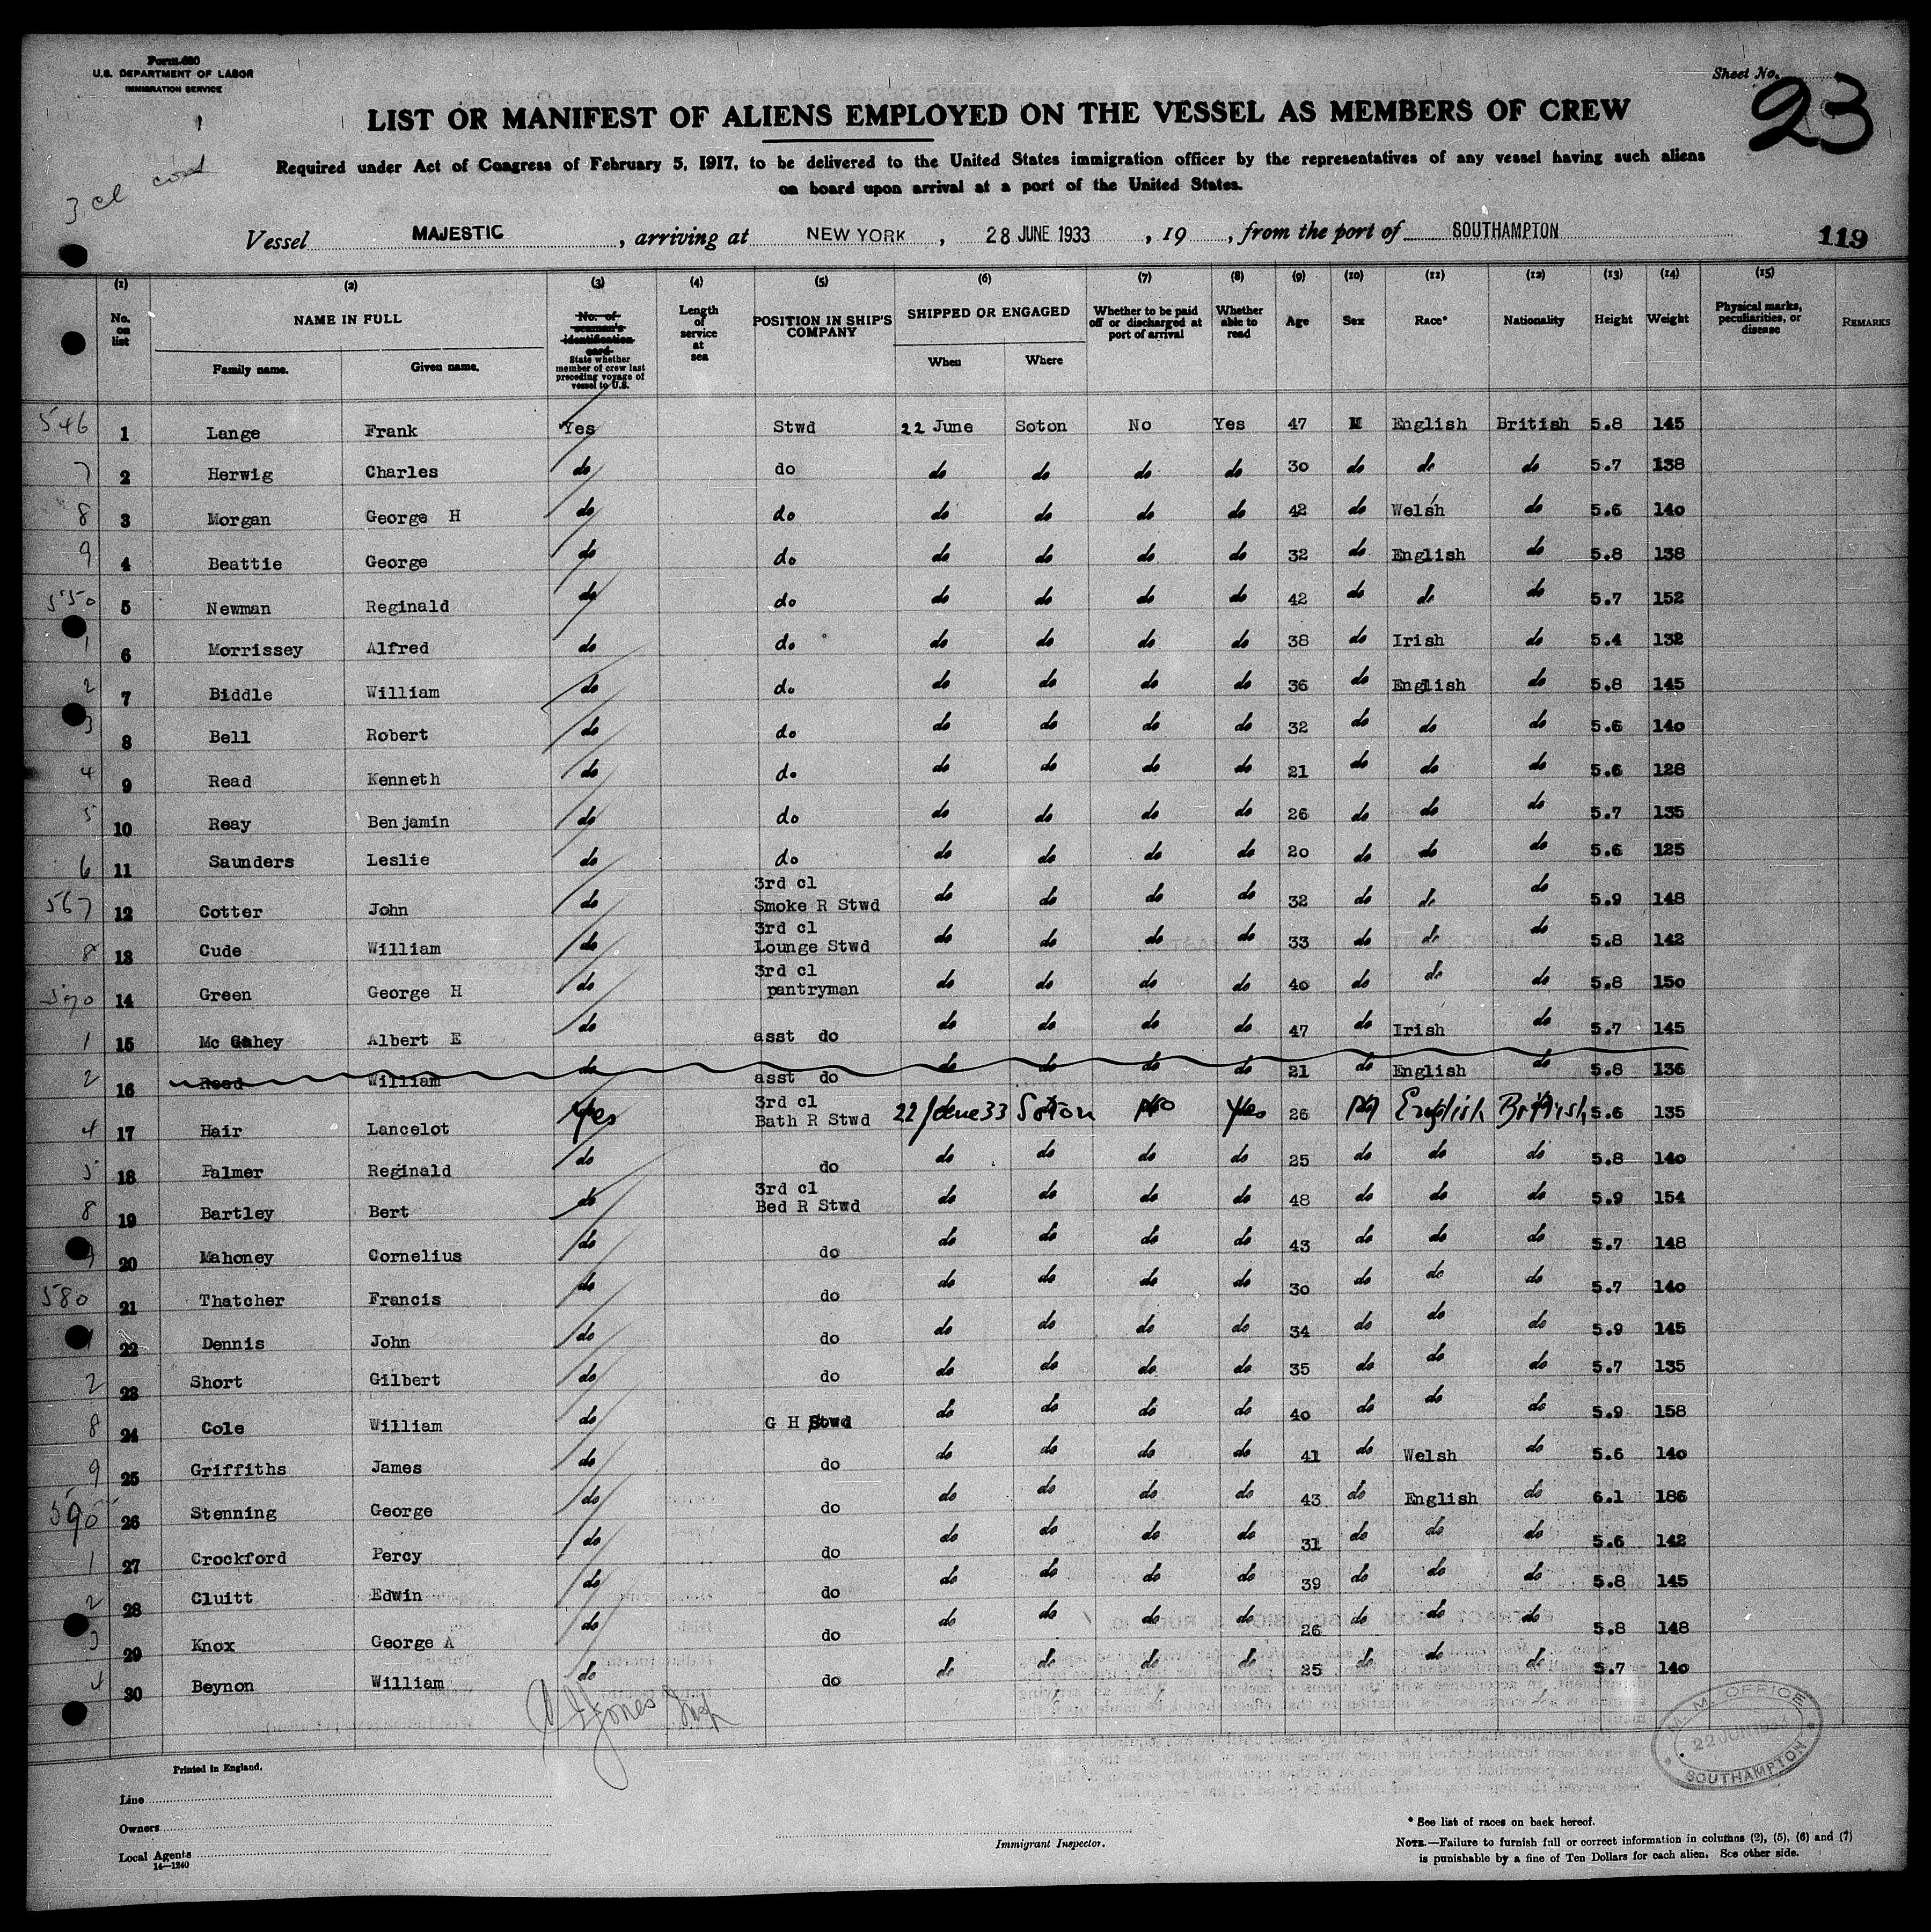 Form 680
U.S. DEPARTMENT OF LABOR
IMMIGRATION SERVICE
Sheet No.
23
3 cl
LIST OR MANIFEST OF ALIENS EMPLOYED ON THE VESSEL AS MEMBERS OF CREW
Required under Act of Congress of February 5, 1917, to be delivered to the United States immigration officer by the representatives of any vessel having such aliens
on board upon arrival at a port of the United States.
Vessel MAJESTIC , arriving at NEW YORK , 28 JUNE 1933 , 19 , from the port of SOUTHAMPTON
119
(1) (2) (3) (4) (5) (6) (7) (8) (9) (10) (11) (12) (13) (14) (15)
No. on list NAME IN FULL Family name. Given name. No. of seaman's identification card State whether member of crew last preceding voyage of vessel to U.S. Length of service at sea POSITION IN SHIP'S COMPANY SHIPPED OR ENGAGED When Where Whether to be paid off or discharged at port of arrival Whether able to read Age Sex Race* Nationality Height Weight Physical marks, peculiarities, or disease REMARKS
546 1 Lange Frank Yes Stwd 22 June Soton No Yes 47 M English British 5.8 145
7 2 Herwig Charles do do do do do do 30 do do do 5.7 138
8 3 Morgan George H do do do do do do 42 do Welsh do 5.6 140
9 4 Beattie George do do do do do do 32 do English do 5.8 138
550 5 Newman Reginald do do do do do do 42 do do do 5.7 152
1 6 Morrissey Alfred do do do do do do 38 do Irish do 5.4 132
2 7 Biddle William do do do do do do 36 do English do 5.8 145
3 8 Bell Robert do do do do do do 32 do do do 5.6 140
4 9 Read Kenneth do do do do do do 21 do do do 5.6 128
5 10 Reay Benjamin do do do do do do 26 do do do 5.7 135
6 11 Saunders Leslie do do do do do do 20 do do do 5.6 125
567 12 Cotter John do 3rd cl Smoke R Stwd do do do do 32 do do do 5.9 148
8 13 Cude William do 3rd cl Lounge Stwd do do do do 33 do do do 5.8 142
570 14 Green George H do 3rd cl pantryman do do do do 40 do do do 5.8 150
1 15 Mc Gahey Albert E do asst do do do do do 47 do Irish do 5.7 145
2 16 Read William do asst do do do do do 21 do English do 5.8 136
4 17 Hair Lancelot Yes 3rd cl Bath R Stwd 22 June 33 Soton No Yes 26 M English British 5.6 135
5 18 Palmer Reginald do do do do do do 25 do do do 5.8 140
8 19 Bartley Bert do 3rd cl Bed R Stwd do do do do 48 do do do 5.9 154
9 20 Mahoney Cornelius do do do do do do 43 do do do 5.7 148
580 21 Thatcher Francis do do do do do do 30 do do do 5.7 140
1 22 Dennis John do do do do do do 34 do do do 5.9 145
2 23 Short Gilbert do do do do do do 35 do do do 5.7 135
8 24 Cole William do G H Stwd do do do do 40 do do do 5.9 158
9 25 Griffiths James do do do do do do 41 do Welsh do 5.6 140
590 26 Stenning George do do do do do do 43 do English do 6.1 186
1 27 Crockford Percy do do do do do do 31 do do do 5.6 142
2 28 Cluitt Edwin do do do do do do 39 do do do 5.8 145
3 29 Knox George A do do do do do do 26 do do do 5.8 148
4 30 Beynon William do do do do do do 25 do do do 5.7 140
Jones Insp
M. M. OFFICE
22 JUN 1933
SOUTHAMPTON
Printed in England.
Line
Owners
Local Agents
14—1240
Immigrant Inspector.
* See list of races on back hereof.
NOTE.—Failure to furnish full or correct information in columns (2), (5), (6) and (7)
is punishable by a fine of Ten Dollars for each alien. See other side.